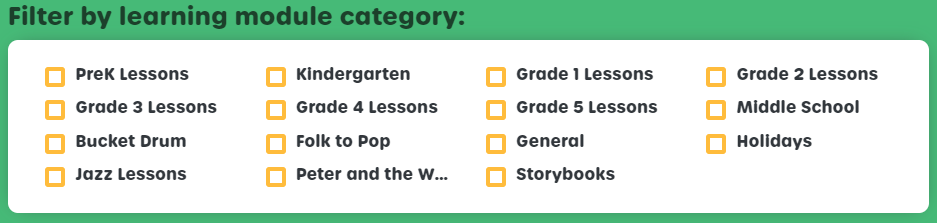 Filter by learning module category:
PreK Lessons
Kindergarten
Grade 1 Lessons
Grade 2 Lessons
Grade 3 Lessons
Grade 4 Lessons
Grade 5 Lessons
Middle School
Bucket Drum
Folk to Pop
General
Holidays
Jazz Lessons
Peter and the W...
Storybooks